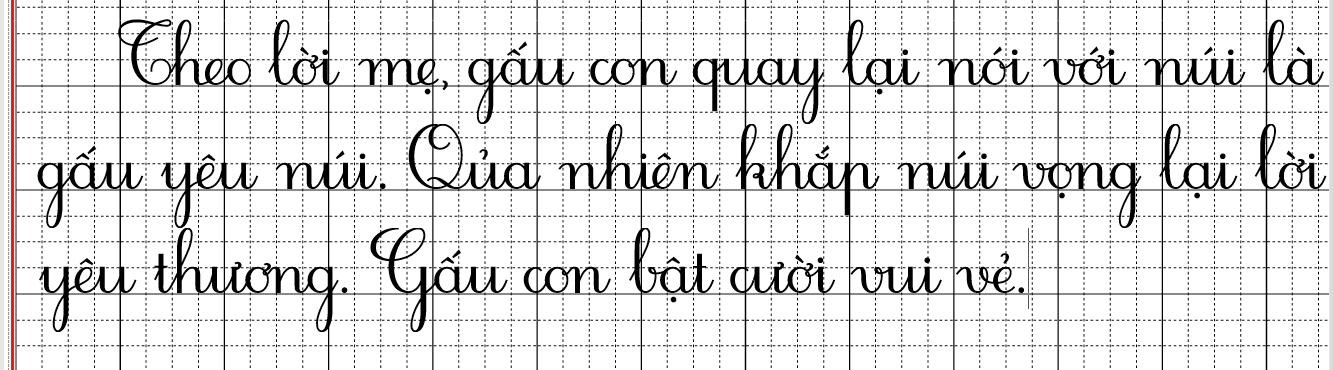 Theo lời mẹ, gấu con quay lại nói với núi là
gấu yêu núi. Qủa nhiên khắp núi vọng lại lời
yêu thương. Gấu con bật cười vui vẻ.